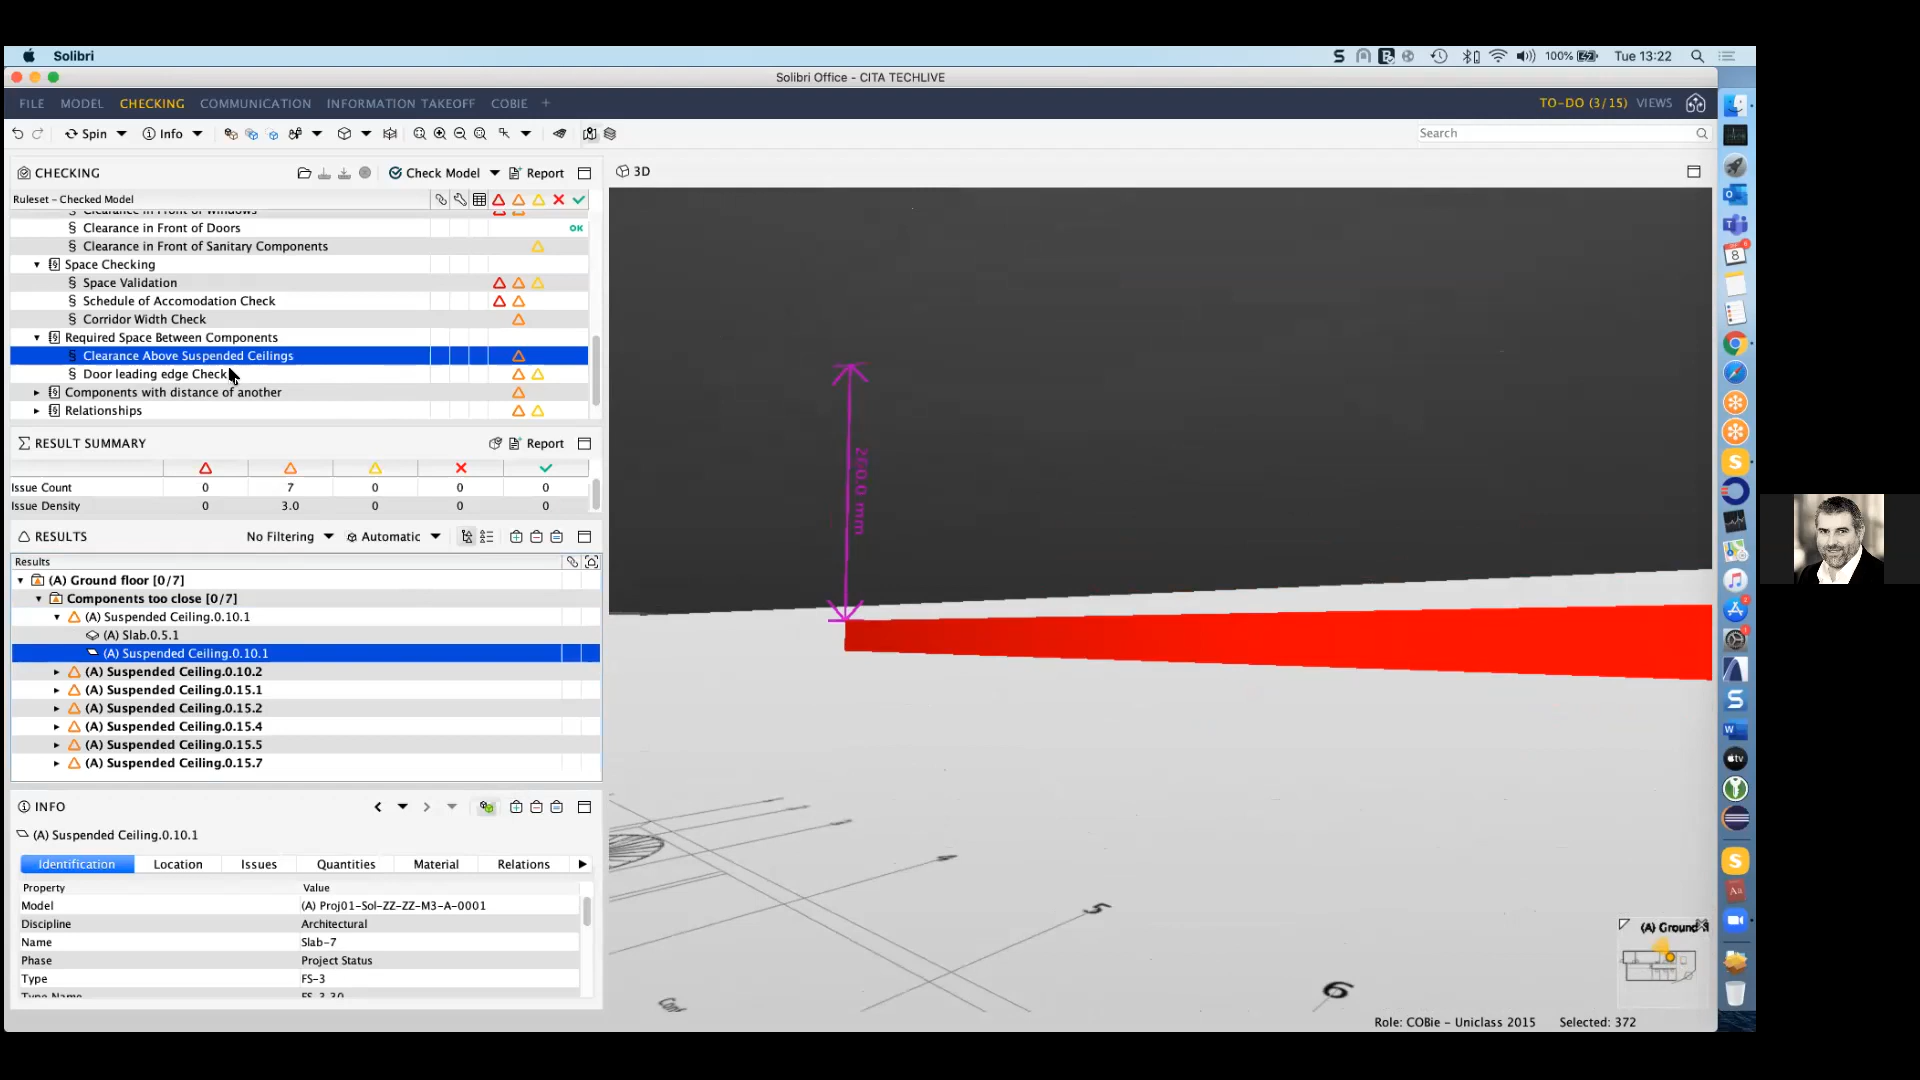 Solibri
100%
Tue 13:22
Solibri Office - CITA TECHLIVE
FILE MODEL CHECKING COMMUNICATION INFORMATION TAKEOFF COBIE +
TO-DO (3/15) VIEWS
Spin Info
Search
CHECKING
Check Model Report
3D
Ruleset - Checked Model
Clearance in Front of Windows
§ Clearance in Front of Doors OK
§ Clearance in Front of Sanitary Components
Space Checking
§ Space Validation
§ Schedule of Accomodation Check
§ Corridor Width Check
Required Space Between Components
§ Clearance Above Suspended Ceilings
§ Door leading edge Check
Components with distance of another
Relationships
RESULT SUMMARY Report
Issue Count 0 7 0 0 0
Issue Density 0 3.0 0 0 0
RESULTS No Filtering Automatic
Results
(A) Ground floor [0/7]
Components too close [0/7]
(A) Suspended Ceiling.0.10.1
(A) Slab.0.5.1
(A) Suspended Ceiling.0.10.1
(A) Suspended Ceiling.0.10.2
(A) Suspended Ceiling.0.15.1
(A) Suspended Ceiling.0.15.2
(A) Suspended Ceiling.0.15.4
(A) Suspended Ceiling.0.15.5
(A) Suspended Ceiling.0.15.7
INFO
(A) Suspended Ceiling.0.10.1
Identification Location Issues Quantities Material Relations
Property Value
Model (A) Proj01-Sol-ZZ-ZZ-M3-A-0001
Discipline Architectural
Name Slab-7
Phase Project Status
Type FS-3
Type Name
mm
5
6
(A) Ground
Role: COBie - Uniclass 2015 Selected: 372